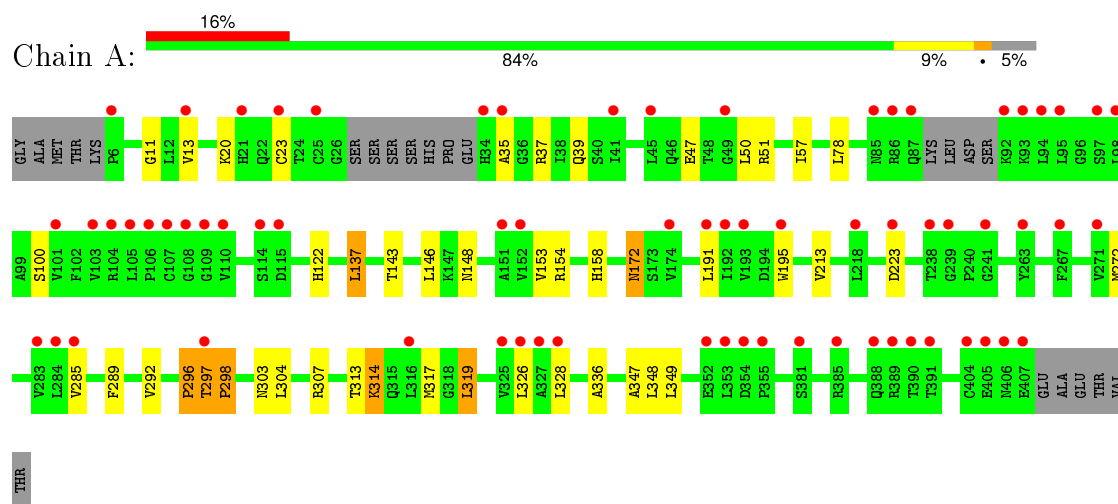 16%
Chain A:
84% 9% • 5%
GLY ALA MET THR LYS P6 G11 L12 V13 K20 H21 Q22 C23 T24 C25 G26 SER SER SER SER HIS PRO GLU H34 A35 G36 R37 I38 Q39 S40 I41 L45 Q46 E47 T48 G49 L50 R51 I57 L78 N85 R86 Q87 LYS LEU ASP SER K92 K93 L94 L95 G96 S97 L98
A99 S100 V101 F102 V103 R104 L105 P106 C107 G108 G109 V110 S114 D115 H122 L137 T143 L146 K147 N148 A151 V152 V153 R154 H158 N172 S173 V174 L191 I192 V193 D194 W195 V213 L218 D223 T238 G239 P240 G241 Y263 F267 V271 M272
V283 L284 V285 F289 V292 P296 T297 P298 N303 L304 R307 T313 K314 Q315 L316 M317 G318 L319 V325 L326 A327 L328 A336 A347 L348 L349 E352 L353 D354 P355 S381 R385 Q388 R389 T390 T391 C404 E405 N406 E407 GLU ALA GLU THR VAL
THR